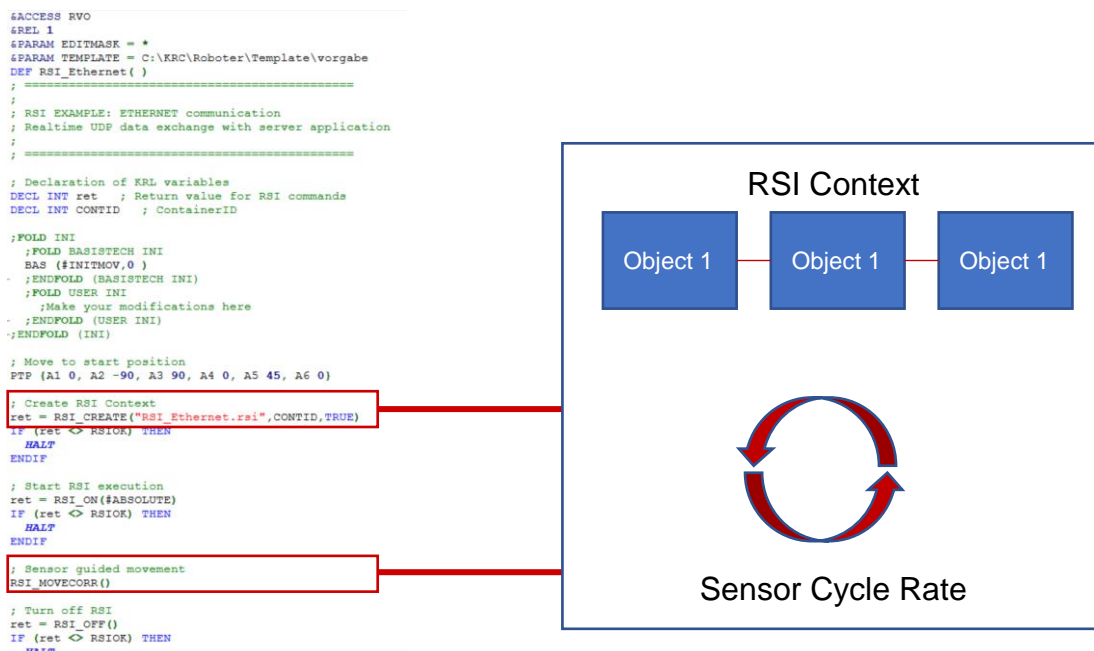 &ACCESS RVO
&REL 1
&PARAM EDITMASK = *
&PARAM TEMPLATE = C:\KRC\Roboter\Template\vorgabe
DEF RSI_Ethernet( )
; =============================================
;
; RSI EXAMPLE: ETHERNET communication
; Realtime UDP data exchange with server application
;
; =============================================
; Declaration of KRL variables
DECL INT ret   ; Return value for RSI commands
DECL INT CONTID   ; ContainerID
;FOLD INI
;FOLD BASISTECH INI
BAS (#INITMOV,0 )
;ENDFOLD (BASISTECH INI)
;FOLD USER INI
;Make your modifications here
;ENDFOLD (USER INI)
;ENDFOLD (INI)
; Move to start position
PTP {A1 0, A2 -90, A3 90, A4 0, A5 45, A6 0}
; Create RSI Context
ret = RSI_CREATE("RSI_Ethernet.rsi",CONTID,TRUE)
IF (ret <> RSIOK) THEN
HALT
ENDIF
; Start RSI execution
ret = RSI_ON(#ABSOLUTE)
IF (ret <> RSIOK) THEN
HALT
ENDIF
; Sensor guided movement
RSI_MOVECORR()
; Turn off RSI
ret = RSI_OFF()
IF (ret <> RSIOK) THEN
HALT
RSI Context
Object 1
Object 1
Object 1
Sensor Cycle Rate